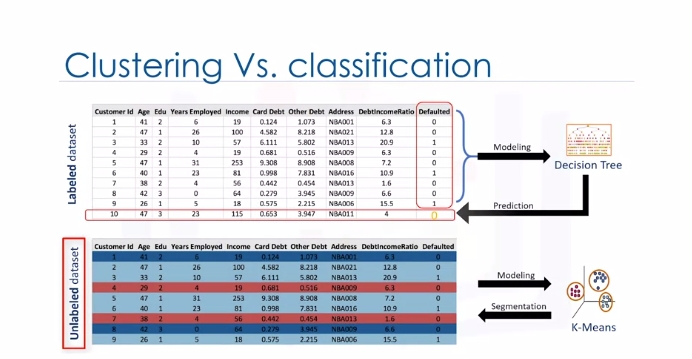 Clustering Vs. classification
Labeled dataset
Customer Id Age Edu Years Employed Income Card Debt Other Debt Address DebtIncomeRatio Defaulted
1 41 2 6 19 0.124 1.073 NBA001 6.3 0
2 47 1 26 100 4.582 8.218 NBA021 12.8 0
3 33 2 10 57 6.111 5.802 NBA013 20.9 1
4 29 2 4 19 0.681 0.516 NBA009 6.3 0
5 47 1 31 253 9.308 8.908 NBA008 7.2 0
6 40 1 23 81 0.998 7.831 NBA016 10.9 1
7 38 2 4 56 0.442 0.454 NBA013 1.6 0
8 42 3 0 64 0.279 3.945 NBA009 6.6 0
9 26 1 5 18 0.575 2.215 NBA006 15.5 1
10 47 3 23 115 0.653 3.947 NBA011 4 0
Modeling
Decision Tree
Prediction
Unlabeled dataset
Customer Id Age Edu Years Employed Income Card Debt Other Debt Address DebtIncomeRatio Defaulted
1 41 2 6 19 0.124 1.073 NBA001 6.3 0
2 47 1 26 100 4.582 8.218 NBA021 12.8 0
3 33 2 10 57 6.111 5.802 NBA013 20.9 1
4 29 2 4 19 0.681 0.516 NBA009 6.3 0
5 47 1 31 253 9.308 8.908 NBA008 7.2 0
6 40 1 23 81 0.998 7.831 NBA016 10.9 1
7 38 2 4 56 0.442 0.454 NBA013 1.6 0
8 42 3 0 64 0.279 3.945 NBA009 6.6 0
9 26 1 5 18 0.575 2.215 NBA006 15.5 1
Modeling
Segmentation
K-Means